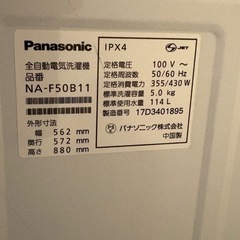 Panasonic
全自動電気洗濯機
品番
NA-F50B11
外形寸法
幅 562 mm
奥行 572 mm
高さ 880 mm
IPX4
JET
定格電圧 100 V～
定格周波数 50/60 Hz
定格消費電力 355/430 W
標準洗濯容量 5.0 kg
標準使用水量 114 L
製造番号 17D3401895
パナソニック株式会社
中国製